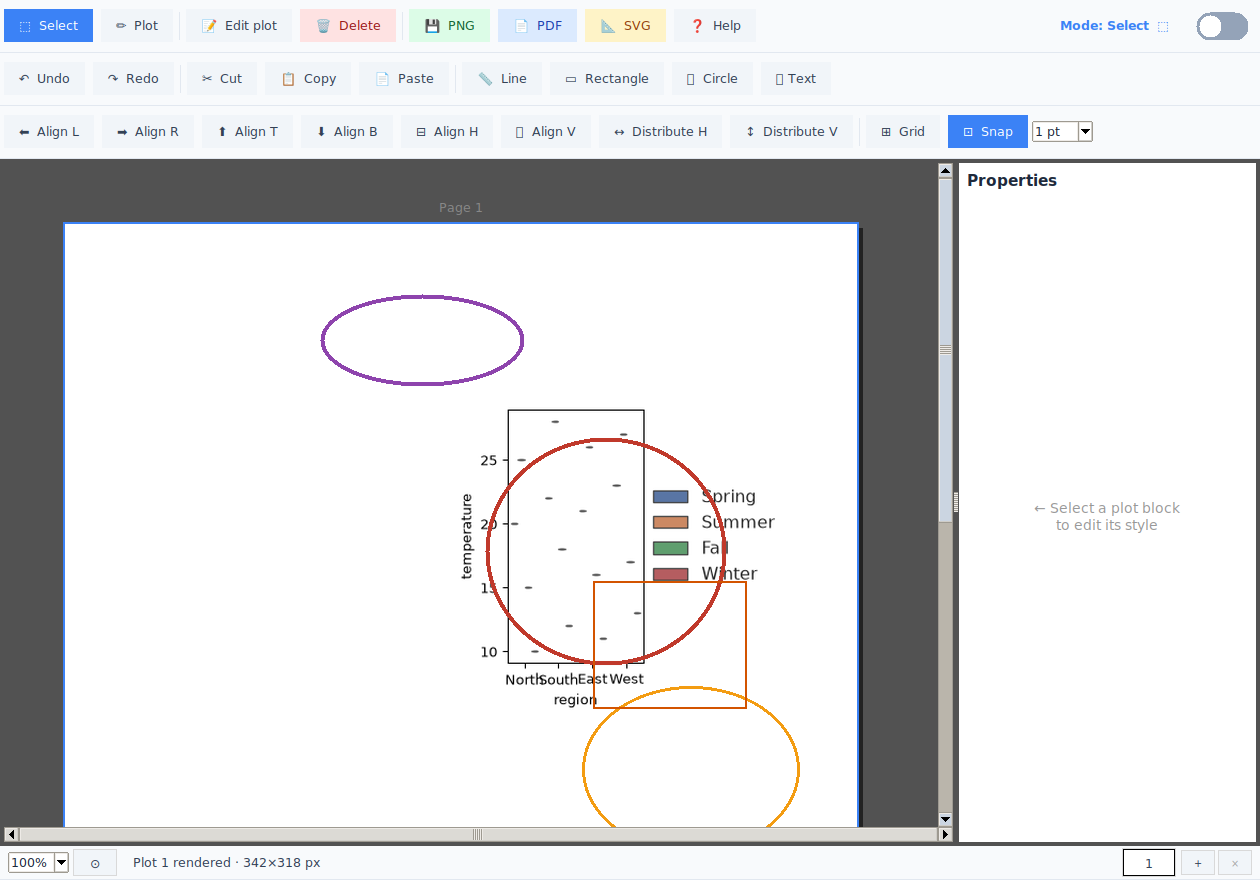 Select Plot Edit plot Delete PNG PDF SVG Help Mode: Select
Undo Redo Cut Copy Paste Line Rectangle Circle Text
Align L Align R Align T Align B Align H Align V Distribute H Distribute V Grid Snap 1 pt
Page 1
Properties
25
20
15
10
temperature
Spring
Summer
Fall
Winter
North South East West
region
← Select a plot block
to edit its style
100% Plot 1 rendered · 342×318 px 1 + ×